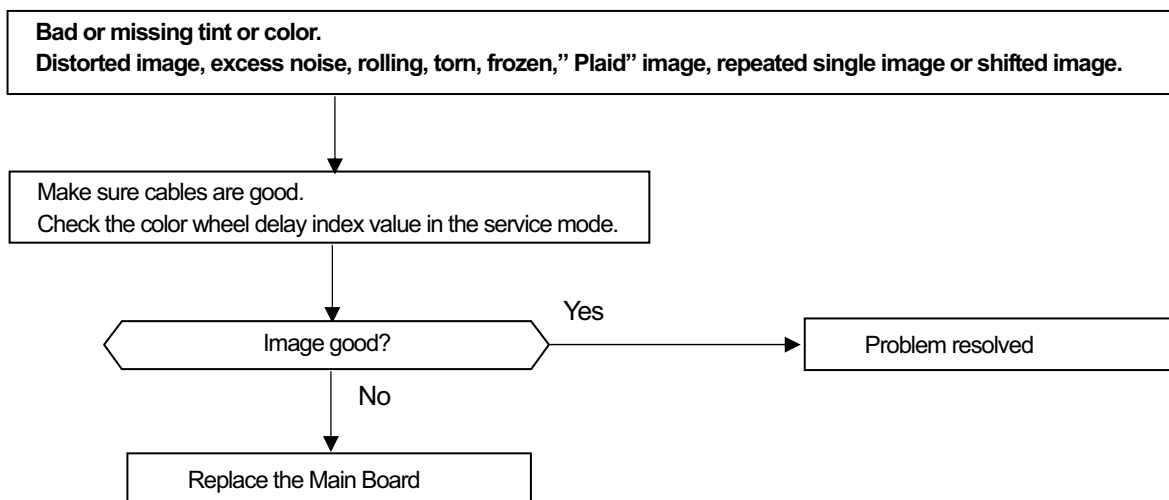 Bad or missing tint or color.
Distorted image, excess noise, rolling, torn, frozen,” Plaid” image, repeated single image or shifted image.
Make sure cables are good.
Check the color wheel delay index value in the service mode.
Image good?
Yes
Problem resolved
No
Replace the Main Board